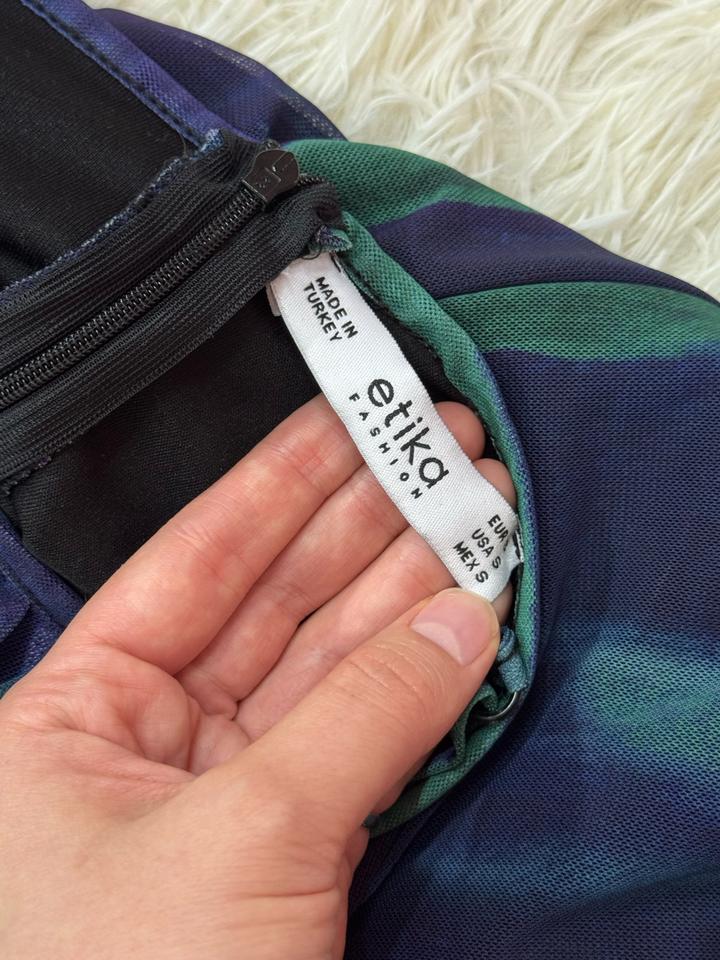 MADE IN
TURKEY
etika
FASHION
EUR
USA S
MEX S